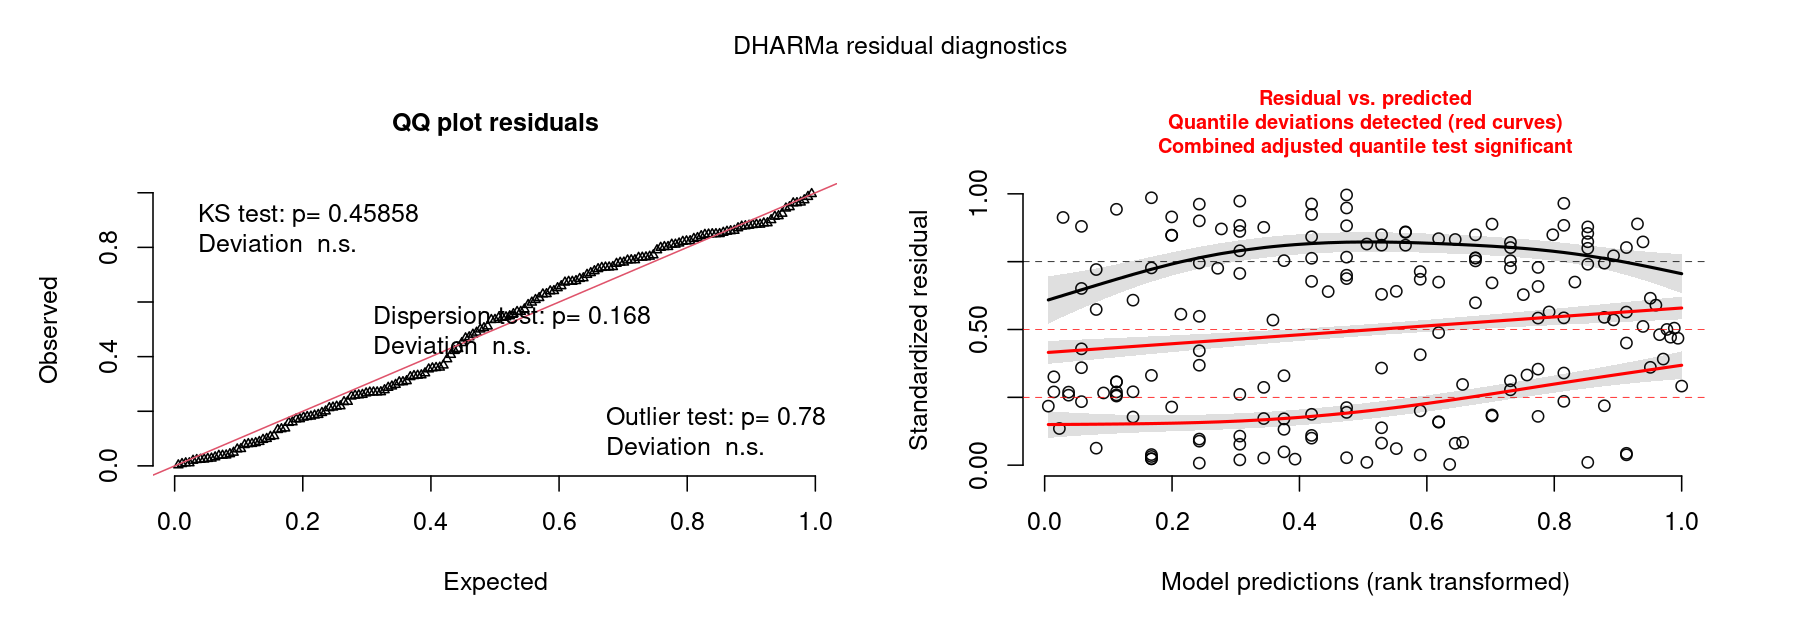 DHARMa residual diagnostics
QQ plot residuals
KS test: p= 0.45858
Deviation  n.s.
Dispersion test: p= 0.168
Deviation  n.s.
Outlier test: p= 0.78
Deviation  n.s.
Observed
0.0
0.4
0.8
0.0 0.2 0.4 0.6 0.8 1.0
Expected
Residual vs. predicted
Quantile deviations detected (red curves)
Combined adjusted quantile test significant
Standardized residual
0.00
0.50
1.00
0.0 0.2 0.4 0.6 0.8 1.0
Model predictions (rank transformed)